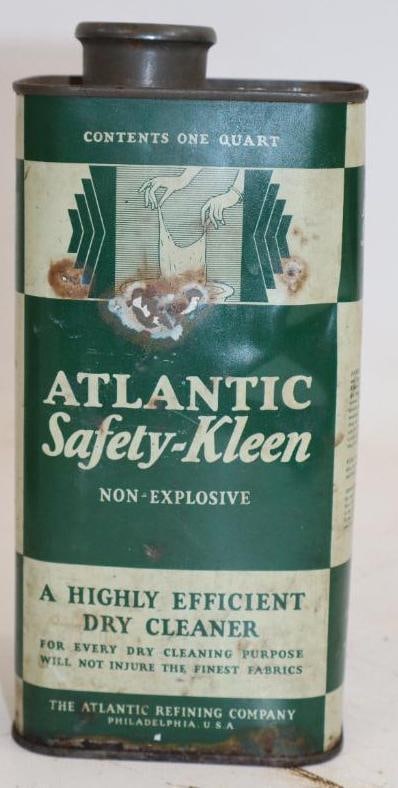 CONTENTS ONE QUART
ATLANTIC
Safety-Kleen
NON-EXPLOSIVE
A HIGHLY EFFICIENT
DRY CLEANER
FOR EVERY DRY CLEANING PURPOSE
WILL NOT INJURE THE FINEST FABRICS
THE ATLANTIC REFINING COMPANY
PHILADELPHIA. U.S.A